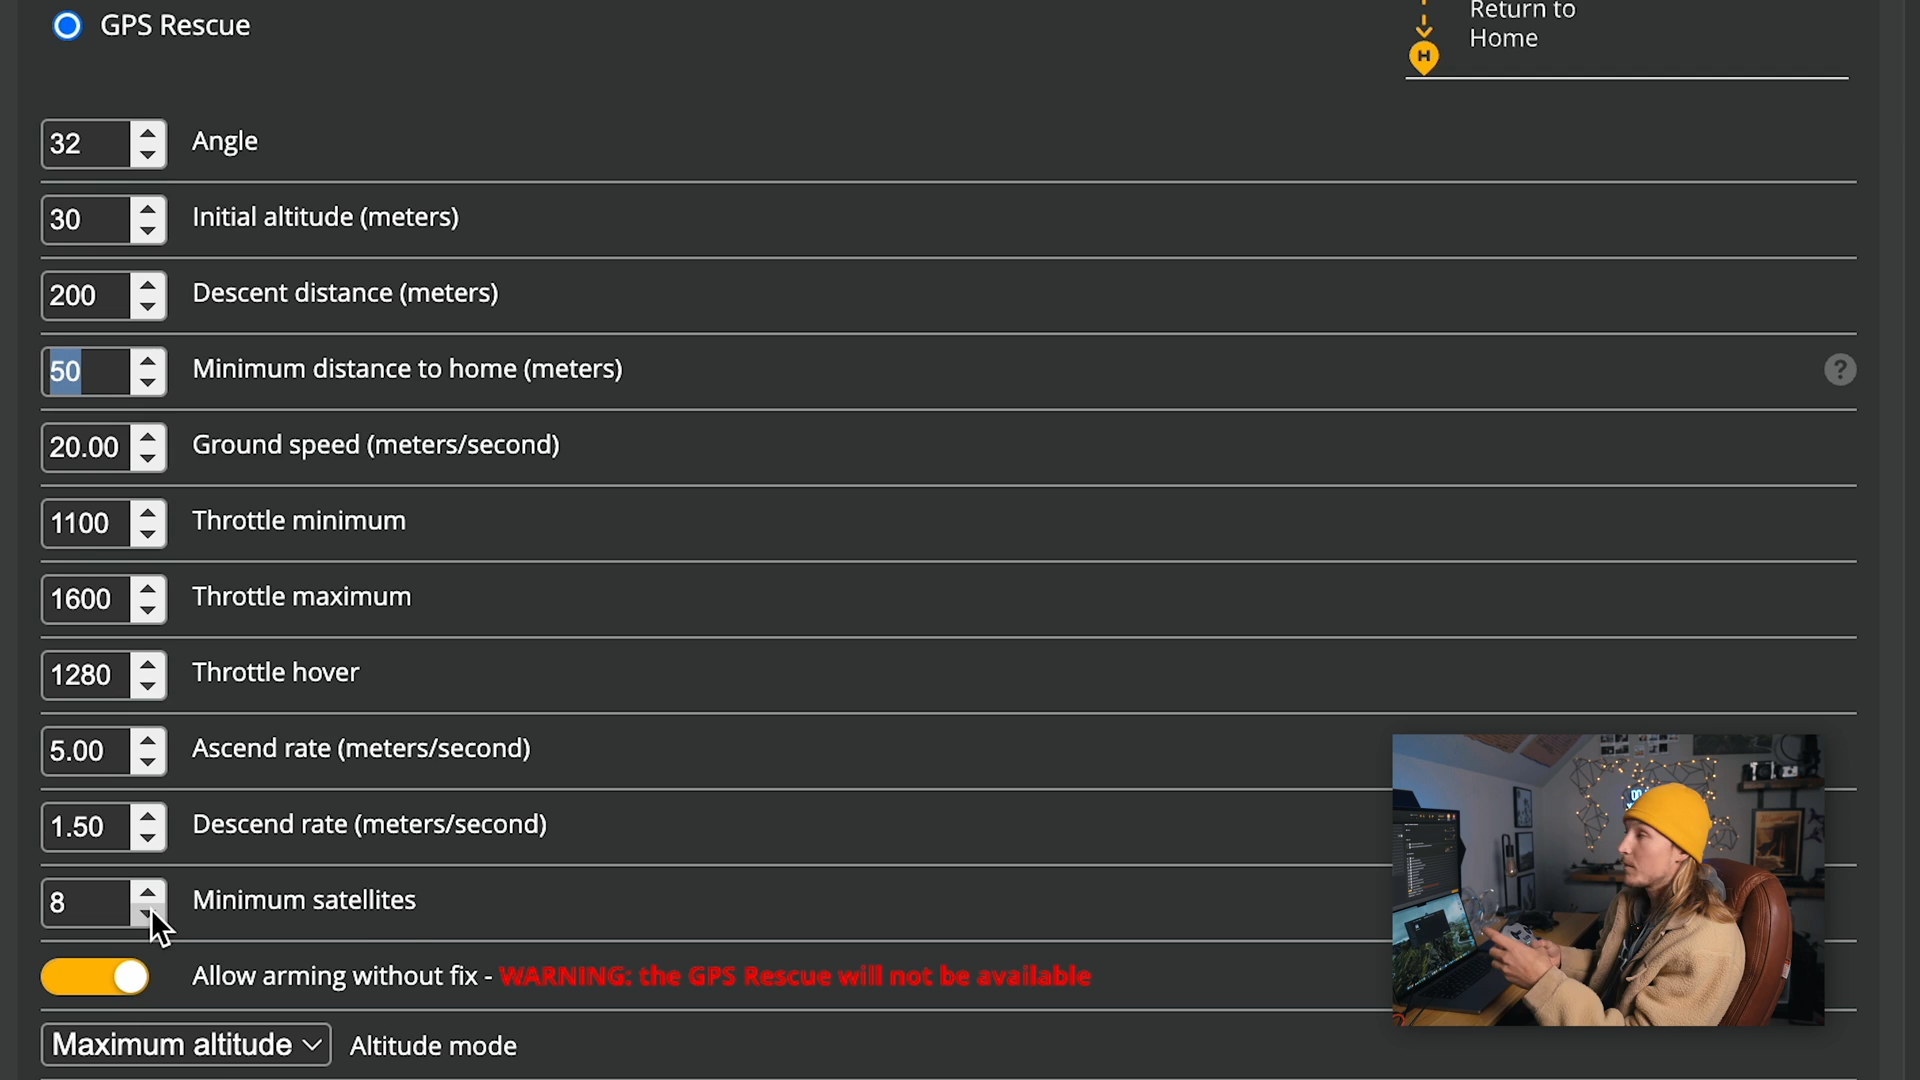 GPS Rescue
Return to
Home
H
32 Angle
30 Initial altitude (meters)
200 Descent distance (meters)
50 Minimum distance to home (meters) ?
20.00 Ground speed (meters/second)
1100 Throttle minimum
1600 Throttle maximum
1280 Throttle hover
5.00 Ascend rate (meters/second)
1.50 Descend rate (meters/second)
8 Minimum satellites
Allow arming without fix - WARNING: the GPS Rescue will not be available
Maximum altitude Altitude mode